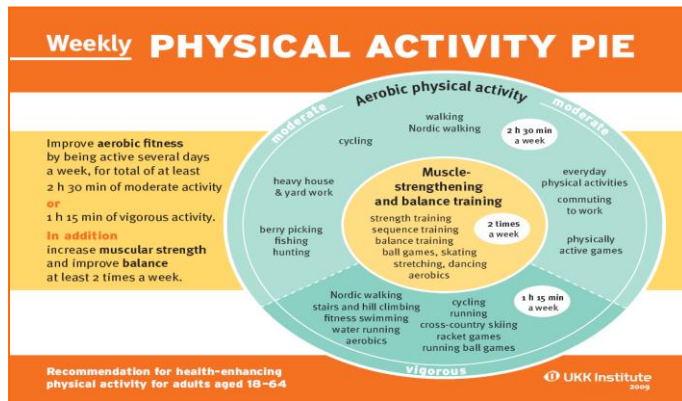 Weekly PHYSICAL ACTIVITY PIE
Improve aerobic fitness
by being active several days
a week, for total of at least
2 h 30 min of moderate activity
or
1 h 15 min of vigorous activity.
In addition
increase muscular strength
and improve balance
at least 2 times a week.
Aerobic physical activity
moderate
moderate
walking
Nordic walking
2 h 30 min
a week
cycling
heavy house
& yard work
berry picking
fishing
hunting
everyday
physical activities
commuting
to work
physically
active games
Muscle-
strengthening
and balance training
strength training
sequence training
balance training
ball games, skating
stretching, dancing
aerobics
2 times
a week
Nordic walking
stairs and hill climbing
fitness swimming
water running
aerobics
cycling
running
cross-country skiing
racket games
running ball games
1 h 15 min
a week
vigorous
Recommendation for health-enhancing
physical activity for adults aged 18–64
UKK Institute
2009